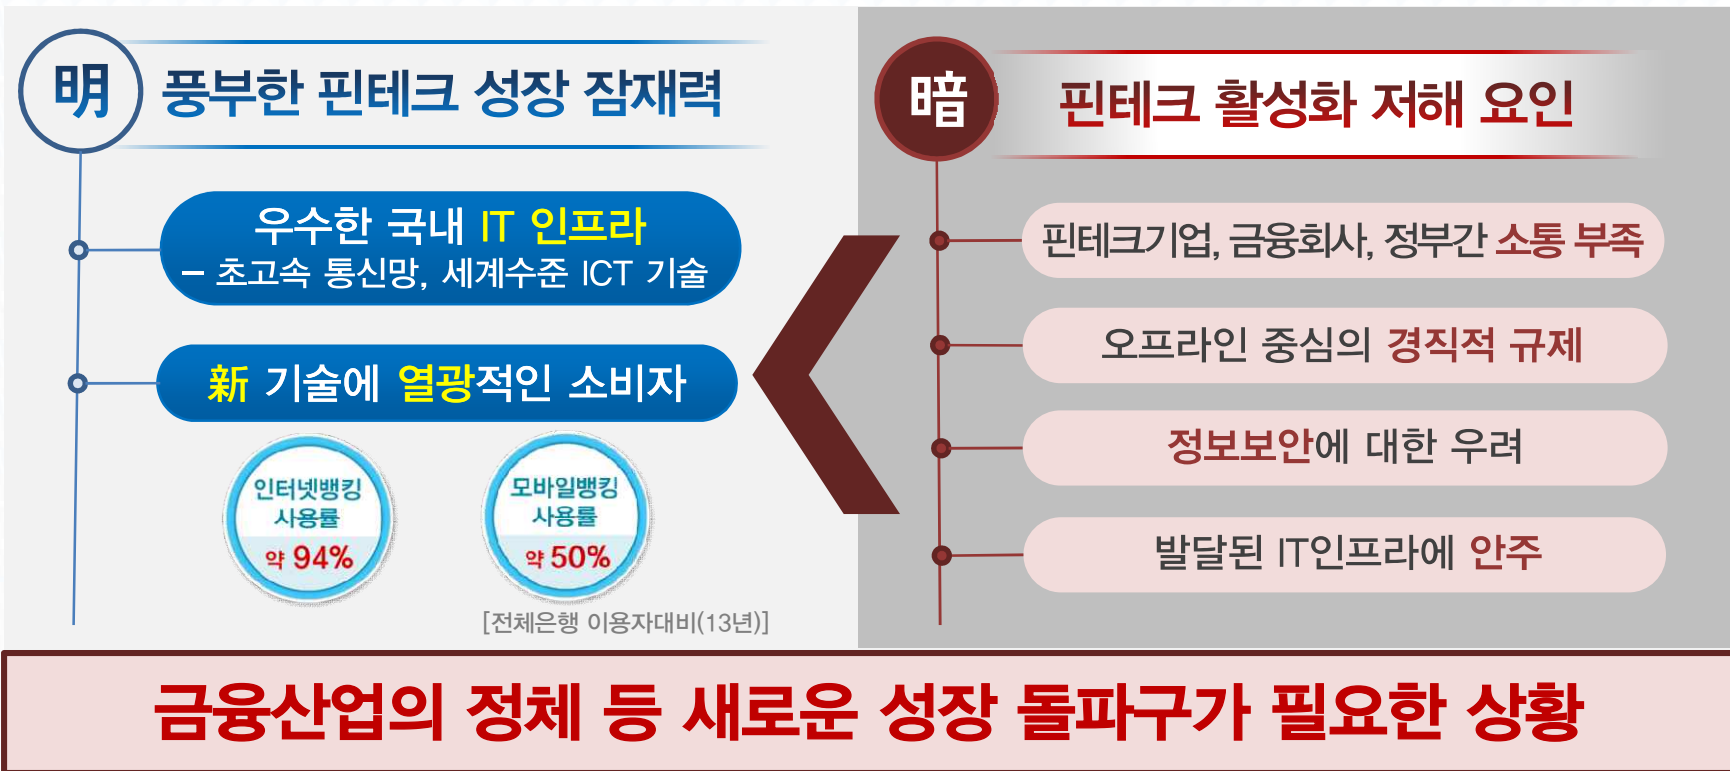 明 풍부한 핀테크 성장 잠재력
우수한 국내 IT 인프라
– 초고속 통신망, 세계수준 ICT 기술
新 기술에 열광적인 소비자
인터넷뱅킹
사용률
약 94%
모바일뱅킹
사용률
약 50%
[전체은행 이용자대비(13년)]
暗 핀테크 활성화 저해 요인
핀테크기업, 금융회사, 정부간 소통 부족
오프라인 중심의 경직적 규제
정보보안에 대한 우려
발달된 IT인프라에 안주
금융산업의 정체 등 새로운 성장 돌파구가 필요한 상황